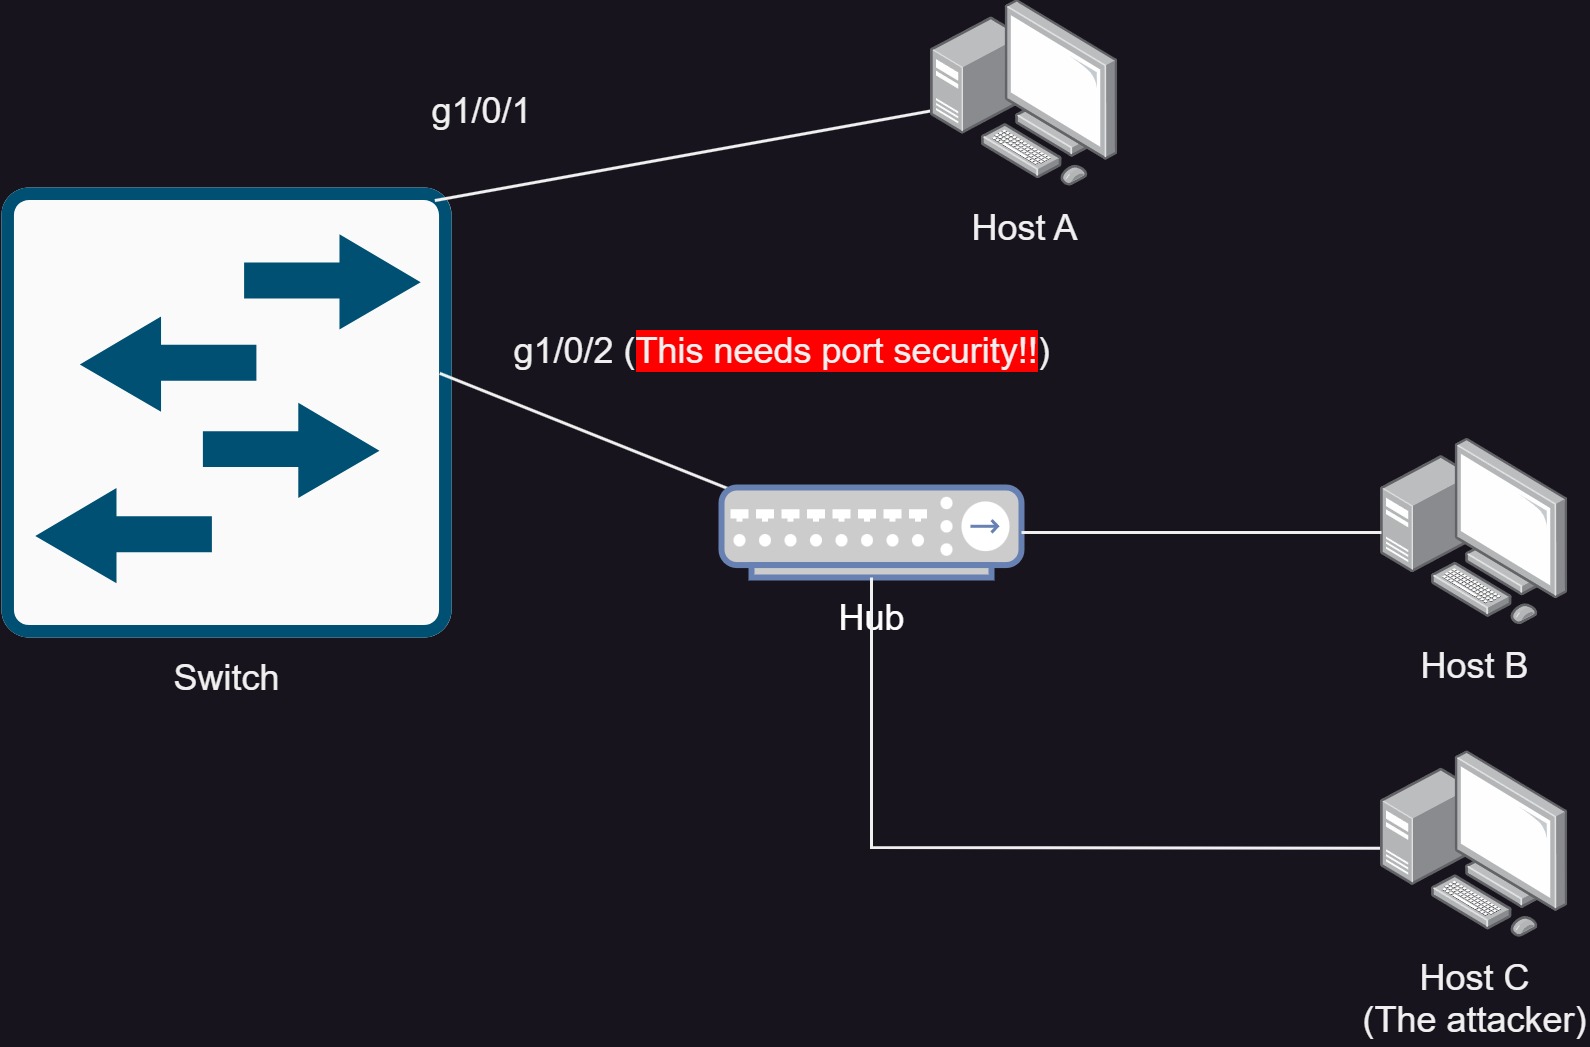 g1/0/1
Host A
g1/0/2 (This needs port security!!)
Hub
Host B
Switch
Host C
(The attacker)